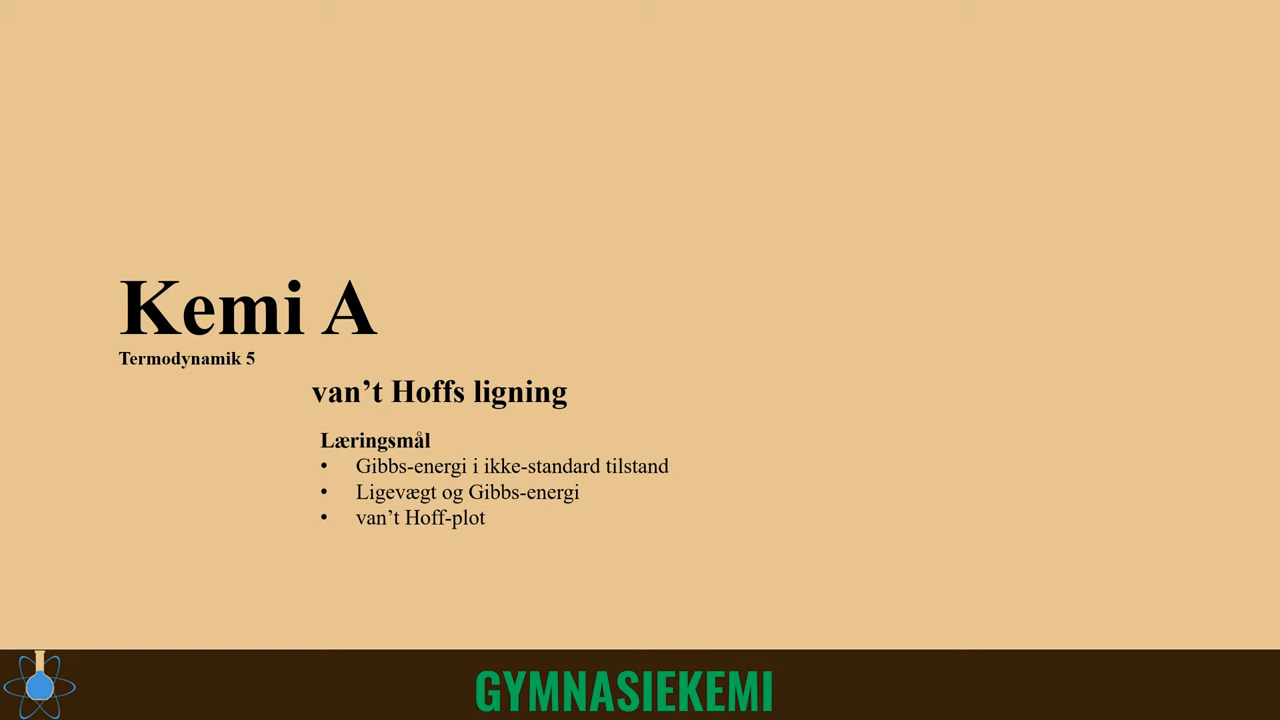 Kemi A
Termodynamik 5
van’t Hoffs ligning
Læringsmål
• Gibbs-energi i ikke-standard tilstand
• Ligevægt og Gibbs-energi
• van’t Hoff-plot
GYMNASIEKEMI